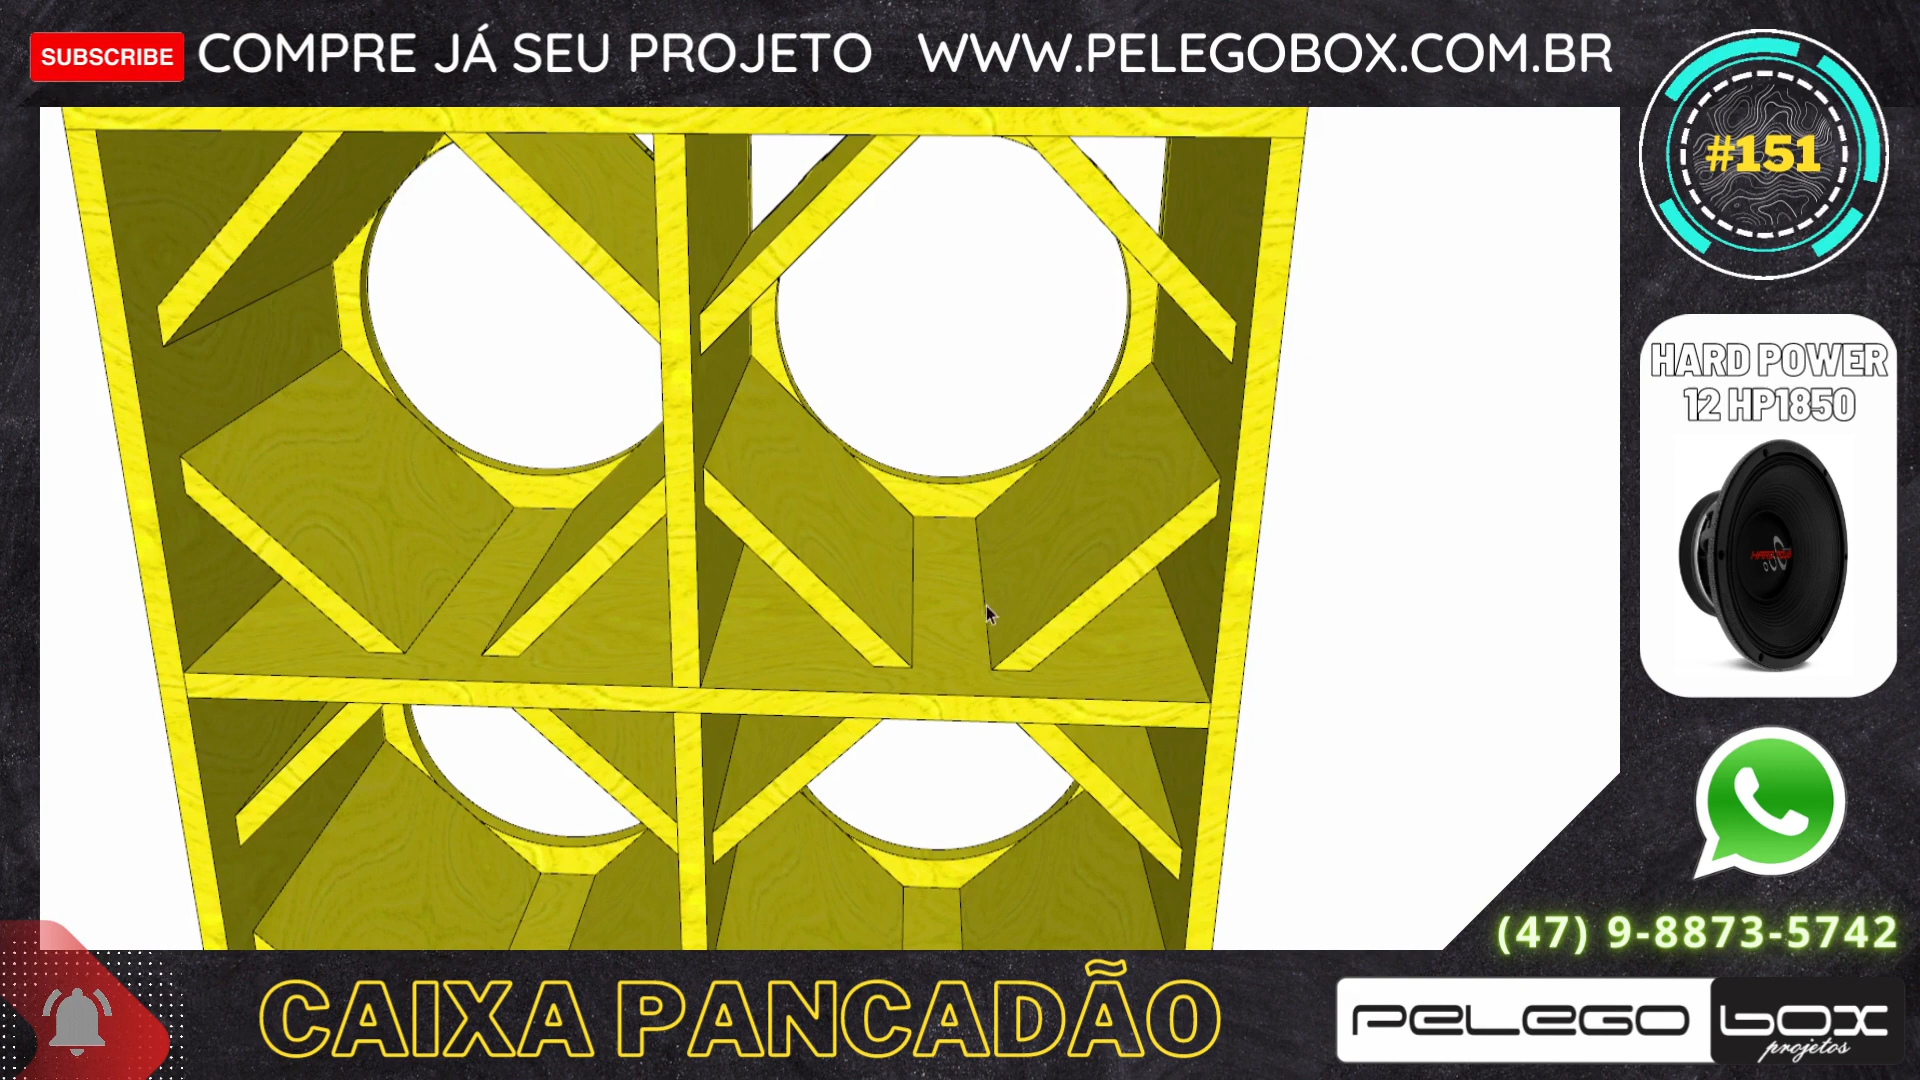 SUBSCRIBE
COMPRE JÁ SEU PROJETO WWW.PELEGOBOX.COM.BR
#151
HARD POWER
12 HP1850
(47) 9-8873-5742
CAIXA PANCADÃO
PELEGO box
projetos